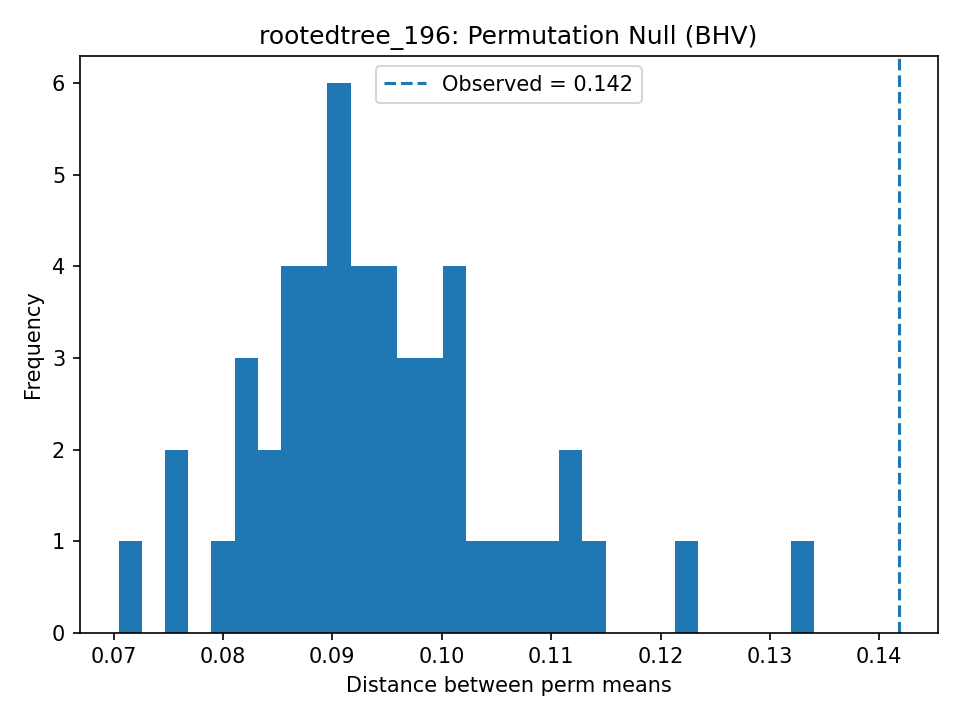 rootedtree_196: Permutation Null (BHV)
Observed = 0.142
6
5
4
3
2
1
0
Frequency
0.07 0.08 0.09 0.10 0.11 0.12 0.13 0.14
Distance between perm means